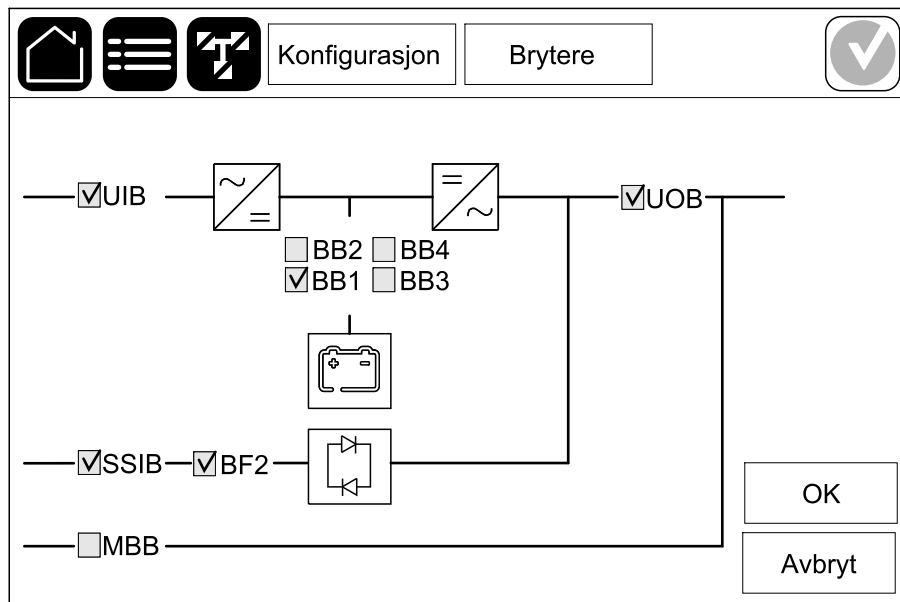 Konfigurasjon
Brytere
UIB
UOB
BB2 BB4
BB1 BB3
SSIB BF2
OK
MBB
Avbryt